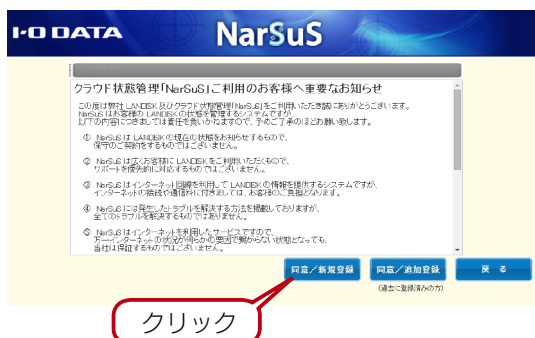 I-O DATA
NarSuS
クラウド状態管理「NarSuS」ご利用のお客様へ重要なお知らせ
この度は弊社 LANDISK 及びクラウド状態管理「NarSuS」をご利用いただき誠にありがとうございます。
NarSuS はお客様の LANDISK の状態を管理するシステムですが、
以下の内容につきましては責任を負いかねますので、予めご了承のほどお願い致します。
① NarSuS は LANDISK の現在の状態をお知らせするもので、
保守のご契約をするものではございません。
② NarSuS は広くお客様に LANDISK をご利用いただくもので、
サポートを優先的に対応するものではございません。
③ NarSuS はインターネット回線を利用して LANDISK の情報を提供するシステムですが、
インターネットの接続や通信料に付きましては、お客様のご負担となります。
④ NarSuS には発生したトラブルを解決する方法を掲載しておりますが、
全てのトラブルを解決するものではありません。
⑤ NarSuS はインターネットを利用したサービスですので、
万一インターネットの状況が何らかの要因で繋がらない状態となっても、
当社は保証するものではございません。
同意／新規登録
同意／追加登録
戻 る
(過去に登録済みの方)
クリック